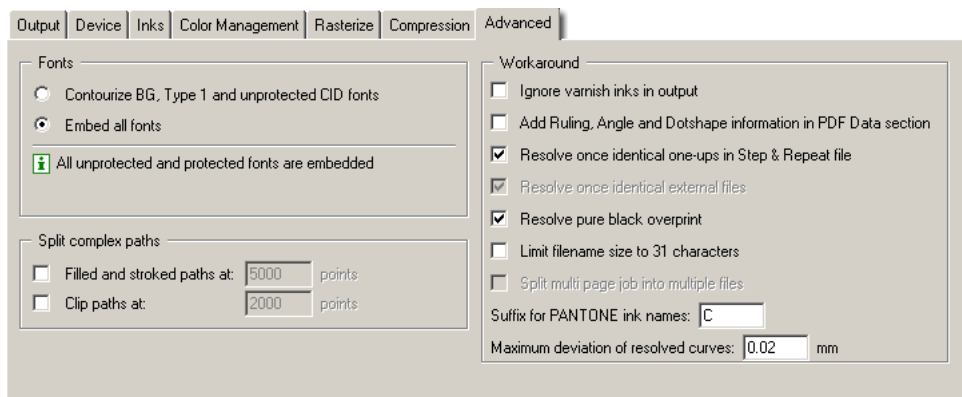 Output Device Inks Color Management Rasterize Compression Advanced
Fonts
Contourize BG, Type 1 and unprotected CID fonts
Embed all fonts
All unprotected and protected fonts are embedded
Split complex paths
Filled and stroked paths at: 5000 points
Clip paths at: 2000 points
Workaround
Ignore varnish inks in output
Add Ruling, Angle and Dotshape information in PDF Data section
Resolve once identical one-ups in Step & Repeat file
Resolve once identical external files
Resolve pure black overprint
Limit filename size to 31 characters
Split multi page job into multiple files
Suffix for PANTONE ink names: C
Maximum deviation of resolved curves: 0.02 mm